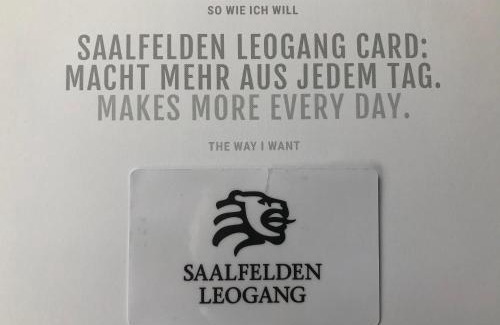 SO WIE ICH WILL
SAALFELDEN LEOGANG CARD:
MACHT MEHR AUS JEDEM TAG.
MAKES MORE EVERY DAY.
THE WAY I WANT
SAALFELDEN
LEOGANG